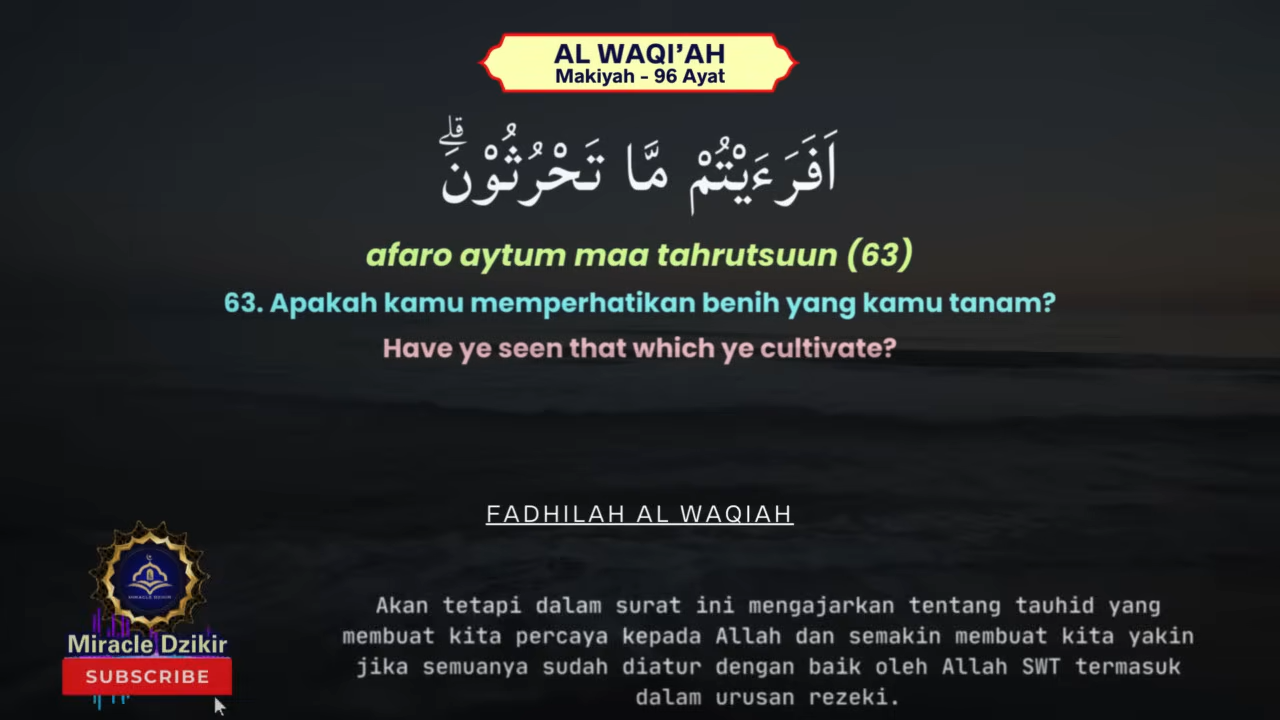 AL WAQI’AH
Makiyah - 96 Ayat
اَفَرَءَيْتُمْ مَّا تَحْرُثُوْنَۗ
afaro aytum maa tahrutsuun (63)
63. Apakah kamu memperhatikan benih yang kamu tanam?
Have ye seen that which ye cultivate?
FADHILAH AL WAQIAH
Akan tetapi dalam surat ini mengajarkan tentang tauhid yang
membuat kita percaya kepada Allah dan semakin membuat kita yakin
jika semuanya sudah diatur dengan baik oleh Allah SWT termasuk
dalam urusan rezeki.
MIRACLE DZIKIR
Miracle Dzikir
SUBSCRIBE